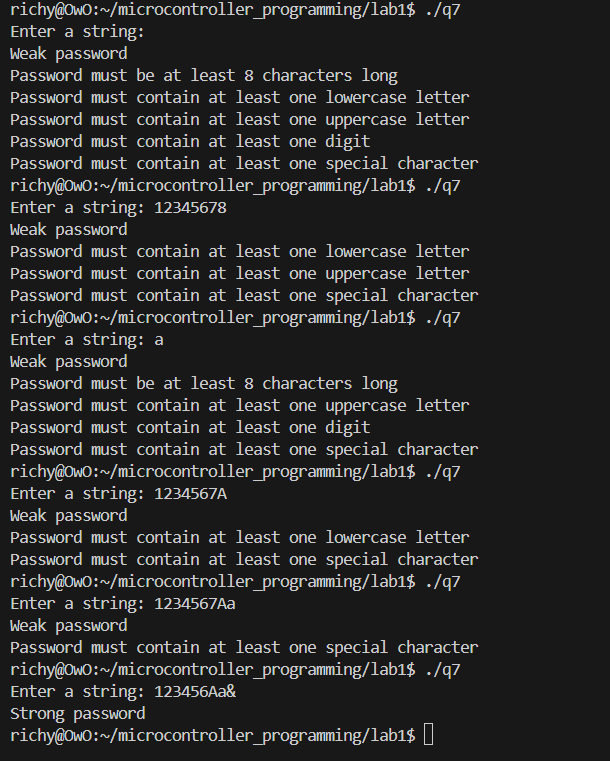 richy@OwO:~/microcontroller_programming/lab1$ ./q7
Enter a string:
Weak password
Password must be at least 8 characters long
Password must contain at least one lowercase letter
Password must contain at least one uppercase letter
Password must contain at least one digit
Password must contain at least one special character
richy@OwO:~/microcontroller_programming/lab1$ ./q7
Enter a string: 12345678
Weak password
Password must contain at least one lowercase letter
Password must contain at least one uppercase letter
Password must contain at least one special character
richy@OwO:~/microcontroller_programming/lab1$ ./q7
Enter a string: a
Weak password
Password must be at least 8 characters long
Password must contain at least one uppercase letter
Password must contain at least one digit
Password must contain at least one special character
richy@OwO:~/microcontroller_programming/lab1$ ./q7
Enter a string: 1234567A
Weak password
Password must contain at least one lowercase letter
Password must contain at least one special character
richy@OwO:~/microcontroller_programming/lab1$ ./q7
Enter a string: 1234567Aa
Weak password
Password must contain at least one special character
richy@OwO:~/microcontroller_programming/lab1$ ./q7
Enter a string: 123456Aa&
Strong password
richy@OwO:~/microcontroller_programming/lab1$